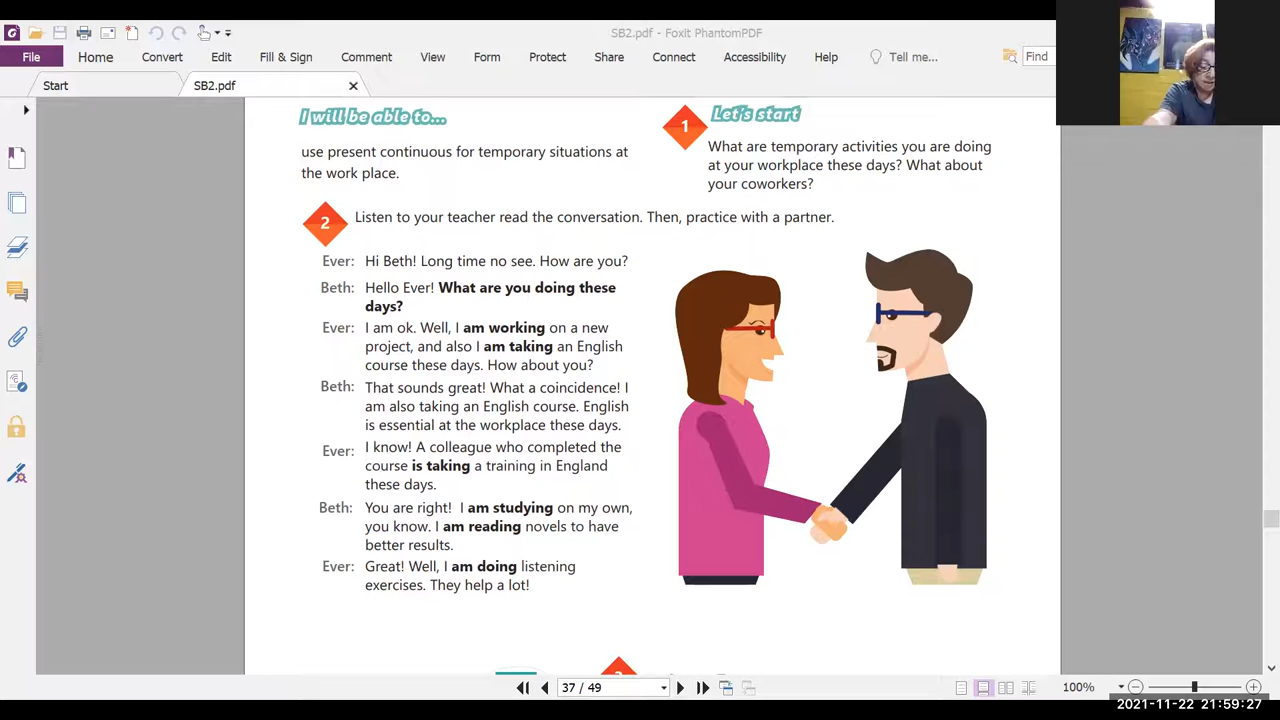 SB2.pdf - Foxit PhantomPDF
File Home Convert Edit Fill & Sign Comment View Form Protect Share Connect Accessibility Help Tell me... Find
Start SB2.pdf
I will be able to...
use present continuous for temporary situations at
the work place.
1 Let's start
What are temporary activities you are doing
at your workplace these days? What about
your coworkers?
2 Listen to your teacher read the conversation. Then, practice with a partner.
Ever: Hi Beth! Long time no see. How are you?
Beth: Hello Ever! What are you doing these
days?
Ever: I am ok. Well, I am working on a new
project, and also I am taking an English
course these days. How about you?
Beth: That sounds great! What a coincidence! I
am also taking an English course. English
is essential at the workplace these days.
Ever: I know! A colleague who completed the
course is taking a training in England
these days.
Beth: You are right! I am studying on my own,
you know. I am reading novels to have
better results.
Ever: Great! Well, I am doing listening
exercises. They help a lot!
37 / 49
100%
2021-11-22 21:59:27